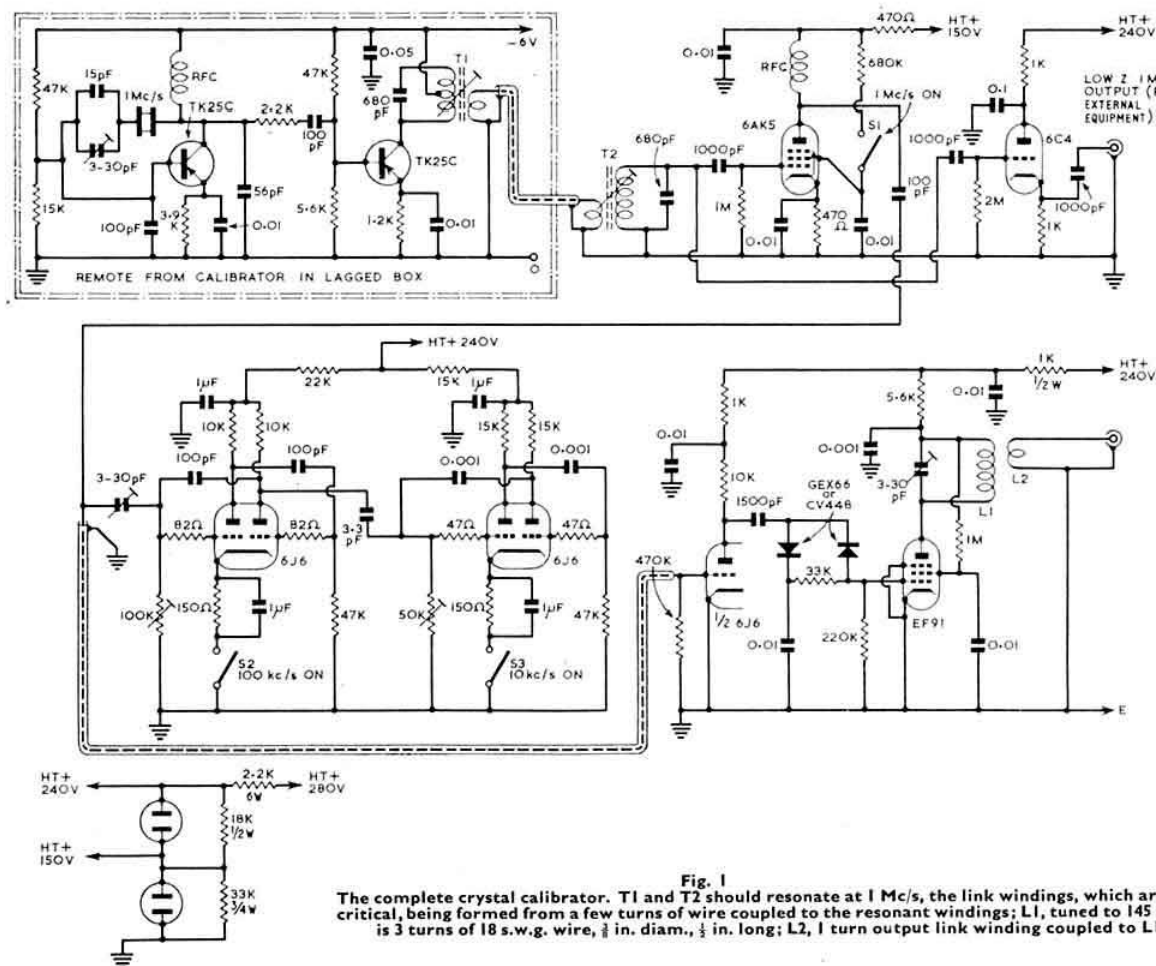 -6V
47K
15pF
1Mc/s
3-30pF
15K
RFC
TK25C
2·2K
100
pF
56pF
100pF
3·9
K
0·01
47K
5·6K
0·05
680
pF
T1
TK25C
1·2K
0·01
REMOTE FROM CALIBRATOR IN LAGGED BOX
T2
680pF
1000pF
1M
0·01
RFC
6AK5
0·01
470
Ω
0·01
470Ω
HT+
150V
680K
1Mc/s ON
S1
100
pF
HT+
240V
1K
0·1
1000pF
2M
6C4
1K
1000pF
LOW Z 1M
OUTPUT (
EXTERNAL
EQUIPMENT)
HT+240V
22K
15K
1µF
1µF
10K
10K
15K
15K
100pF
100pF
0·001
0·001
3-30pF
82Ω
82Ω
6J6
3·3
pF
47Ω
47Ω
6J6
100K
150Ω
1µF
47K
50K
150Ω
1µF
47K
S2
100 kc/s ON
S3
10kc/s ON
1K
1/2W
HT+
240V
0·01
1K
0·01
10K
1500pF
470K
1/2 6J6
GEX66
or
CV448
33K
0·01
220K
5·6K
0·001
3-30
pF
L1
L2
1M
EF91
0·01
E
HT+
240V
2·2K
6W
HT+
280V
18K
1/2W
HT+
150V
33K
3/4W
Fig. 1
The complete crystal calibrator. T1 and T2 should resonate at 1 Mc/s, the link windings, which ar
critical, being formed from a few turns of wire coupled to the resonant windings; L1, tuned to 145
is 3 turns of 18 s.w.g. wire, in. diam., ½ in. long; L2, 1 turn output link winding coupled to L1